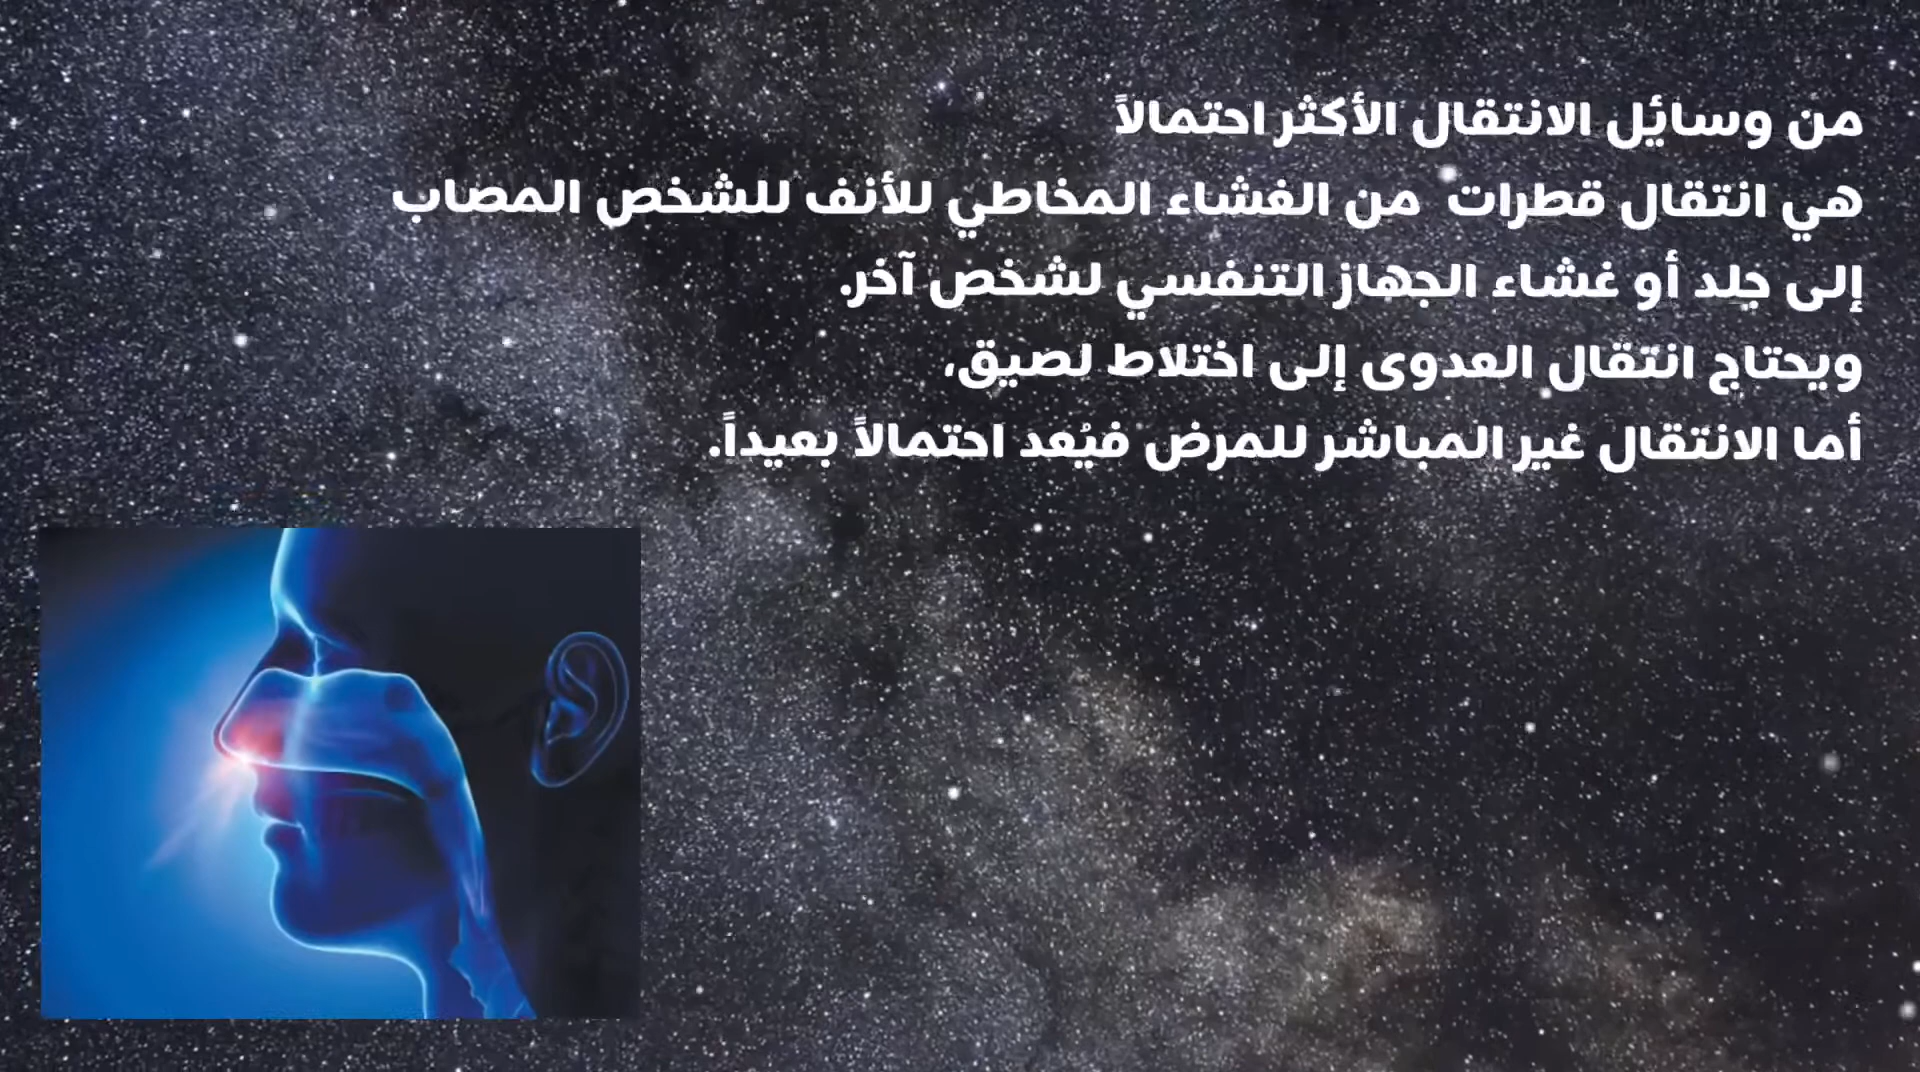 من وسائل الانتقال الأكثر احتمالاً
هي انتقال قطرات من الغشاء المخاطي للأنف للشخص المصاب
إلى جلد أو غشاء الجهاز التنفسي لشخص آخر.
ويحتاج انتقال العدوى إلى اختلاط لصيق،
أما الانتقال غير المباشر للمرض فيُعد احتمالاً بعيداً.